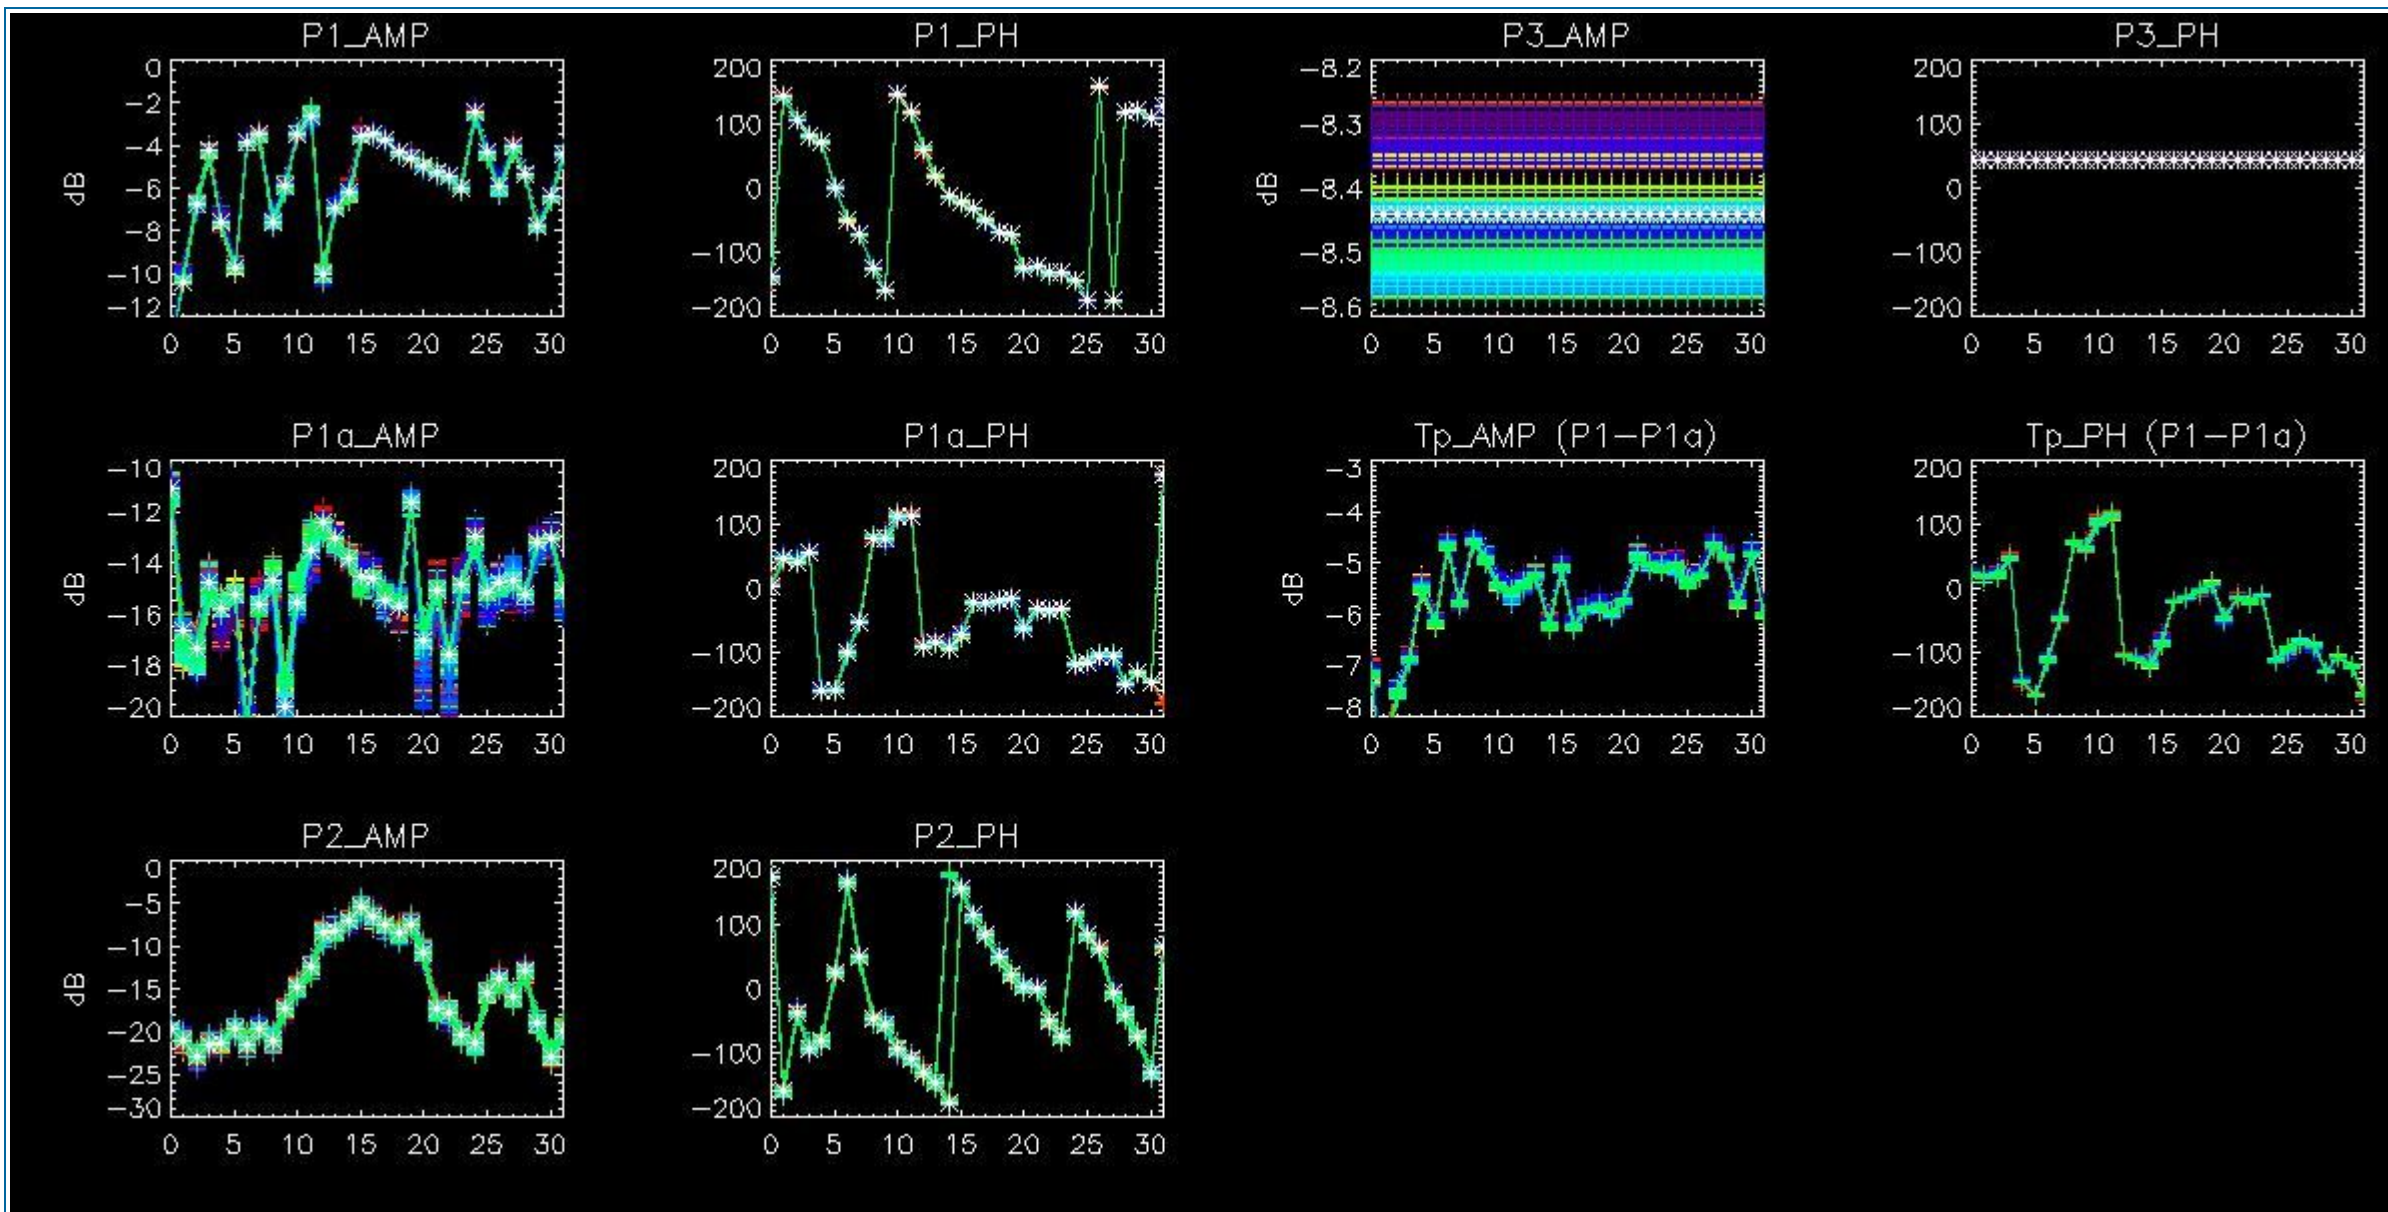 P1_AMP P1_PH P3_AMP P3_PH
0 200 −8.2 200
−2
100 −8.3 100
−4
dB −6 0 dB −8.4 0
−8
−100 −8.5 −100
−10
−12 −200 −8.6 −200
0 5 10 15 20 25 30 0 5 10 15 20 25 30 0 5 10 15 20 25 30 0 5 10 15 20 25 30
P1a_AMP P1a_PH Tp_AMP (P1−P1a) Tp_PH (P1−P1a)
−10 200 −3 200
−12 100 −4 100
dB −14 0 dB −5 0
−16 −6
−18 −100 −7 −100
−20 −200 −8 −200
0 5 10 15 20 25 30 0 5 10 15 20 25 30 0 5 10 15 20 25 30 0 5 10 15 20 25 30
P2_AMP P2_PH
0 200
−5 100
−10
dB −15 0
−20 −100
−25
−30 −200
0 5 10 15 20 25 30 0 5 10 15 20 25 30